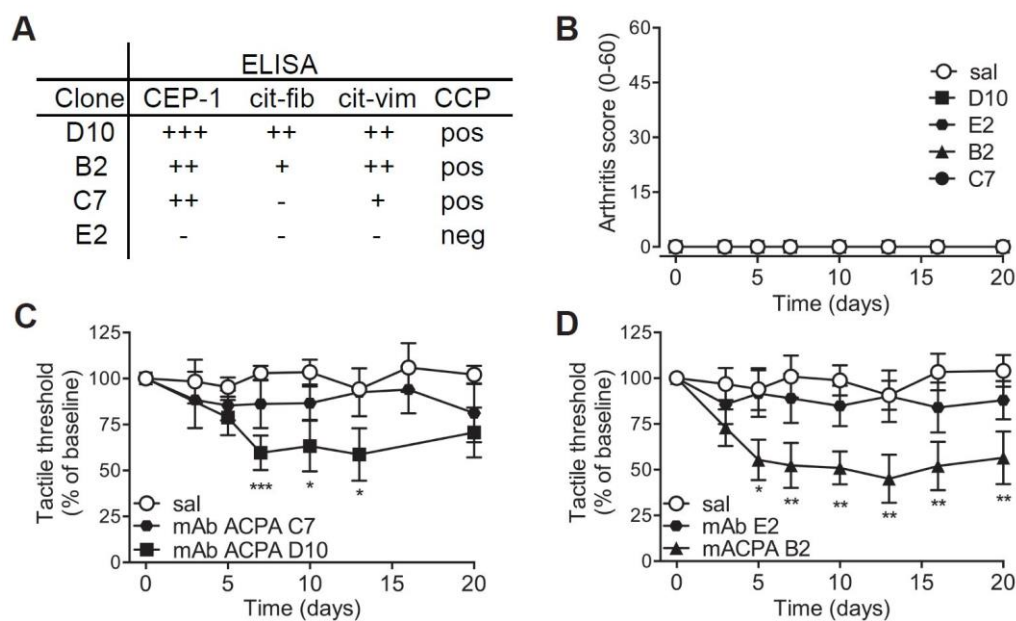 A
ELISA
Clone CEP-1 cit-fib cit-vim CCP
D10 +++ ++ ++ pos
B2 ++ + ++ pos
C7 ++ - + pos
E2 - - - neg
B
Arthritis score (0-60)
60
45
30
15
0
sal
D10
E2
B2
C7
0 5 10 15 20
Time (days)
C
Tactile threshold
(% of baseline)
125
100
75
50
25
0
*** * *
sal
mAb ACPA C7
mAb ACPA D10
0 5 10 15 20
Time (days)
D
Tactile threshold
(% of baseline)
125
100
75
50
25
0
* ** ** ** ** **
sal
mAb E2
mACPA B2
0 5 10 15 20
Time (days)